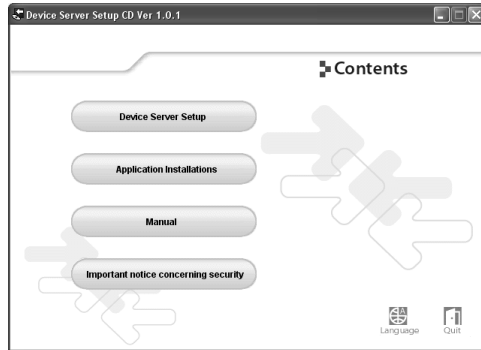 Device Server Setup CD Ver 1.0.1
Contents
Device Server Setup
Application Installations
Manual
Important notice concerning security
Language
Quit